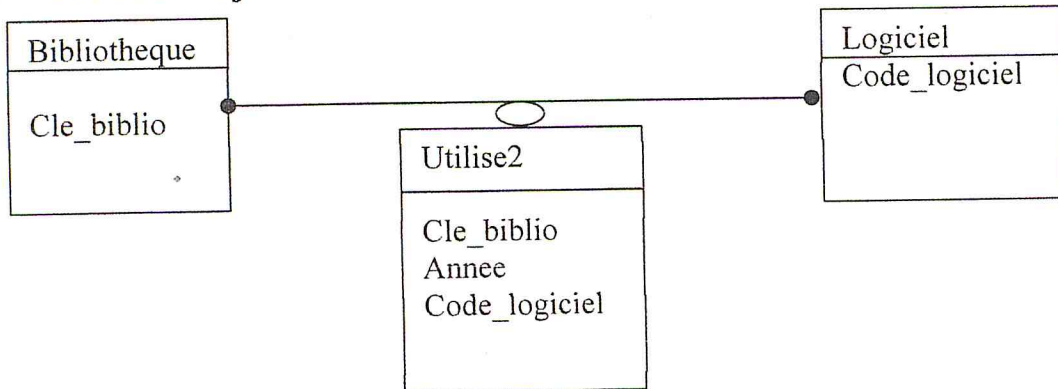 Bibliotheque
Cle_biblio
Logiciel
Code_logiciel
Utilise2
Cle_biblio
Annee
Code_logiciel